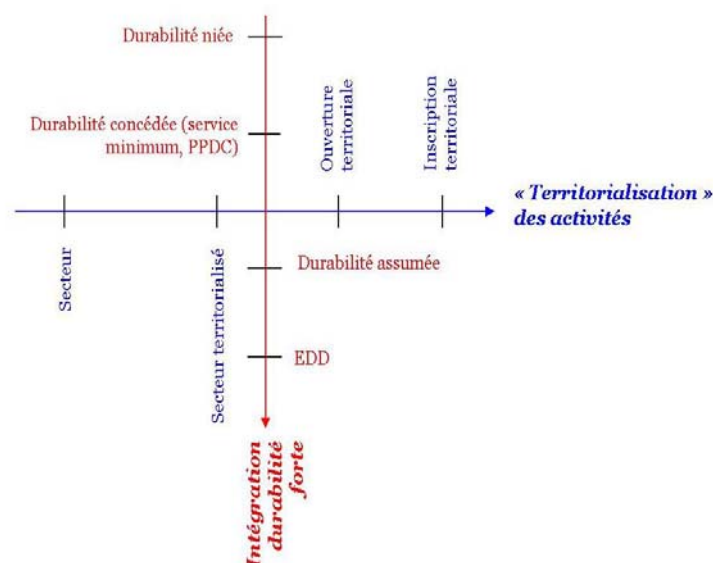 Durabilité niée
Durabilité concédée (service
minimum, PPDC)
Ouverture
territoriale
Inscription
territoriale
« Territorialisation »
des activités
Secteur
Secteur territorialisé
Durabilité assumée
EDD
Intégration
durabilité
forte